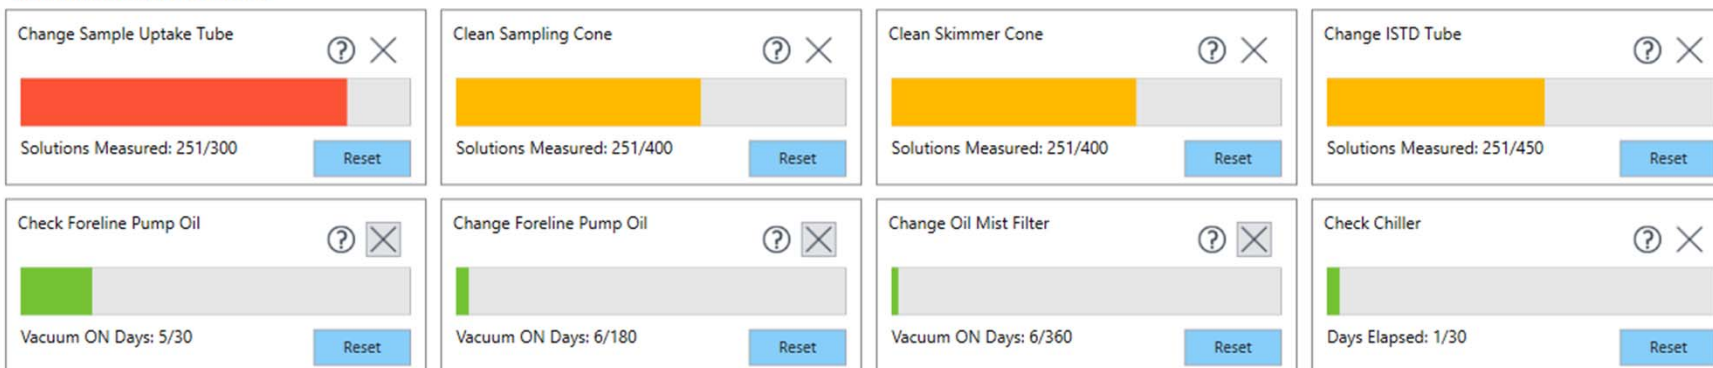 Change Sample Uptake Tube
Solutions Measured: 251/300
Reset
Clean Sampling Cone
Solutions Measured: 251/400
Reset
Clean Skimmer Cone
Solutions Measured: 251/400
Reset
Change ISTD Tube
Solutions Measured: 251/450
Reset
Check Foreline Pump Oil
Vacuum ON Days: 5/30
Reset
Change Foreline Pump Oil
Vacuum ON Days: 6/180
Reset
Change Oil Mist Filter
Vacuum ON Days: 6/360
Reset
Check Chiller
Days Elapsed: 1/30
Reset